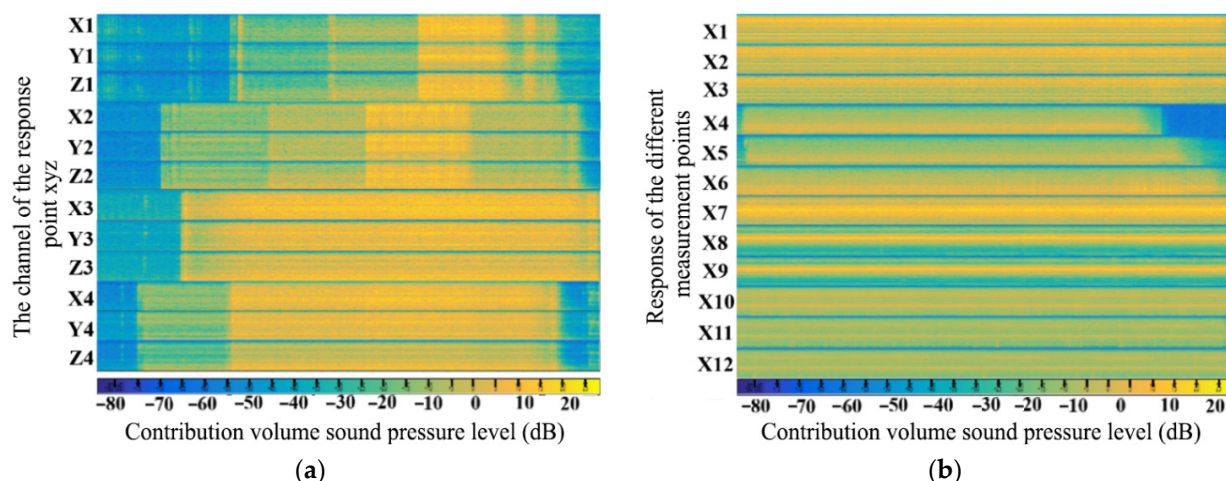 X1
Y1
Z1
X2
Y2
Z2
X3
Y3
Z3
X4
Y4
Z4
The channel of the response
point xyz
−80 −70 −60 −50 −40 −30 −20 −10 0 10 20
Contribution volume sound pressure level (dB)
(a)
X1
X2
X3
X4
X5
X6
X7
X8
X9
X10
X11
X12
Response of the different
measurement points
−80 −70 −60 −50 −40 −30 −20 −10 0 10 20
Contribution volume sound pressure level (dB)
(b)